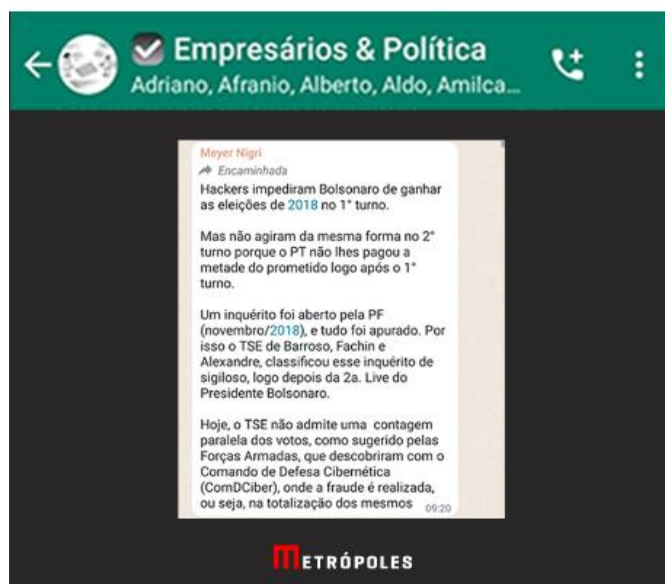 Empresários & Política
Adriano, Afranio, Alberto, Aldo, Amilca...
Meyer Nigri
Encaminhada
Hackers impediram Bolsonaro de ganhar
as eleições de 2018 no 1° turno.
Mas não agiram da mesma forma no 2°
turno porque o PT não lhes pagou a
metade do prometido logo após o 1°
turno.
Um inquérito foi aberto pela PF
(novembro/2018), e tudo foi apurado. Por
isso o TSE de Barroso, Fachin e
Alexandre, classificou esse inquérito de
sigiloso, logo depois da 2a. Live do
Presidente Bolsonaro.
Hoje, o TSE não admite uma contagem
paralela dos votos, como sugerido pelas
Forças Armadas, que descobriram com o
Comando de Defesa Cibernética
(ComDCiber), onde a fraude é realizada,
ou seja, na totalização dos mesmos 09:20
METRÓPOLES